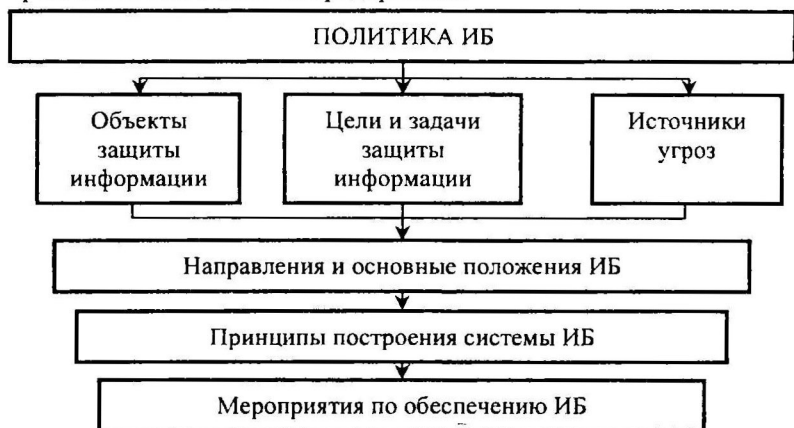 ПОЛИТИКА ИБ
Объекты
защиты
информации
Цели и задачи
защиты
информации
Источники
угроз
Направления и основные положения ИБ
Принципы построения системы ИБ
Мероприятия по обеспечению ИБ